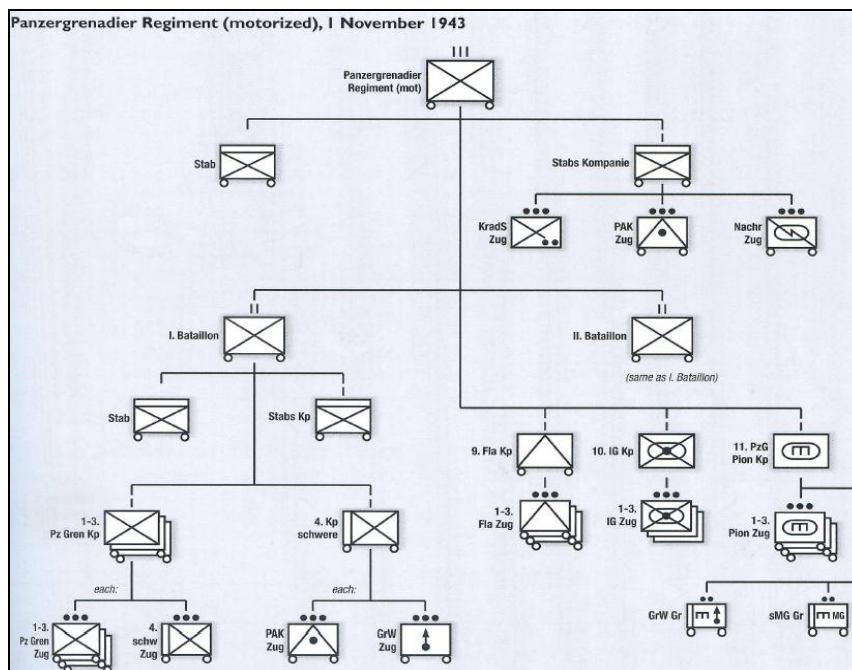 Panzergrenadier Regiment (motorized), 1 November 1943
Panzergrenadier
Regiment (mot)
Stab
Stabs Kompanie
KradS
Zug
PAK
Zug
Nachr
Zug
I. Bataillon
II. Bataillon
(same as I. Bataillon)
Stab
Stabs Kp
9. Fla Kp
10. IG Kp
11. PzG
Pion Kp
1-3.
Pz Gren Kp
4. Kp
schwere
1-3.
Fla Zug
1-3.
IG Zug
1-3.
Pion Zug
each:
each:
1-3.
Pz Gren
Zug
4.
schw
Zug
PAK
Zug
GrW
Zug
GrW Gr
sMG Gr
MG